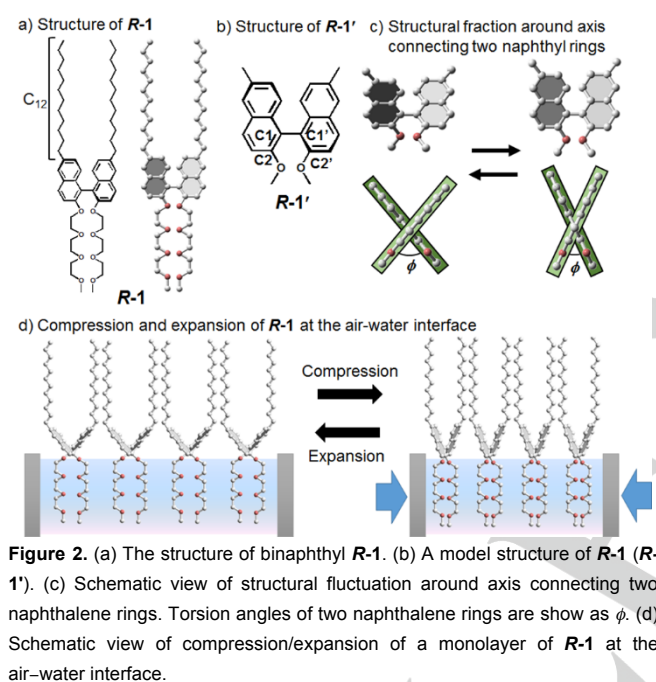 a) Structure of R-1
b) Structure of R-1′
c) Structural fraction around axis
connecting two naphthyl rings
C12
O O
O O
O O
O O
R-1
C1' C1'
C2 C2'
O O
R-1′
ϕ
ϕ
d) Compression and expansion of R-1 at the air-water interface
Compression
Expansion
Figure 2. (a) The structure of binaphthyl R-1. (b) A model structure of R-1 (R-
1'). (c) Schematic view of structural fluctuation around axis connecting two
naphthalene rings. Torsion angles of two naphthalene rings are show as ϕ. (d)
Schematic view of compression/expansion of a monolayer of R-1 at the
air–water interface.